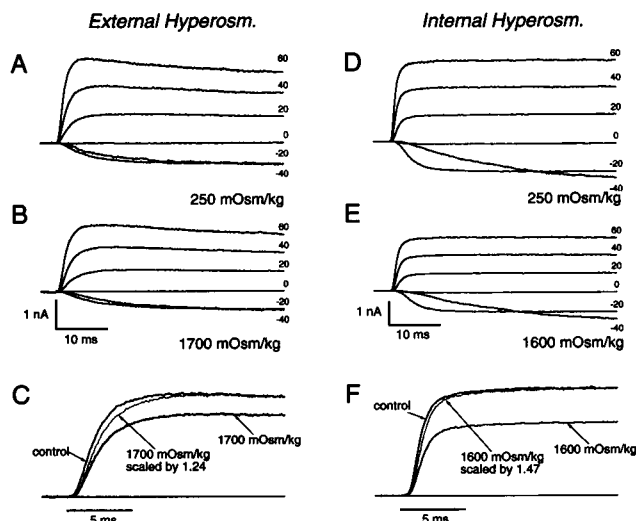 External Hyperosm.
Internal Hyperosm.
A
60
40
20
0
-20
-40
250 mOsm/kg
D
60
40
20
0
-20
-40
250 mOsm/kg
B
60
40
20
0
-20
-40
1 nA
10 ms
1700 mOsm/kg
E
60
40
20
0
-20
-40
1 nA
10 ms
1600 mOsm/kg
C
control
1700 mOsm/kg
1700 mOsm/kg
scaled by 1.24
5 ms
F
control
1600 mOsm/kg
1600 mOsm/kg
scaled by 1.47
5 ms